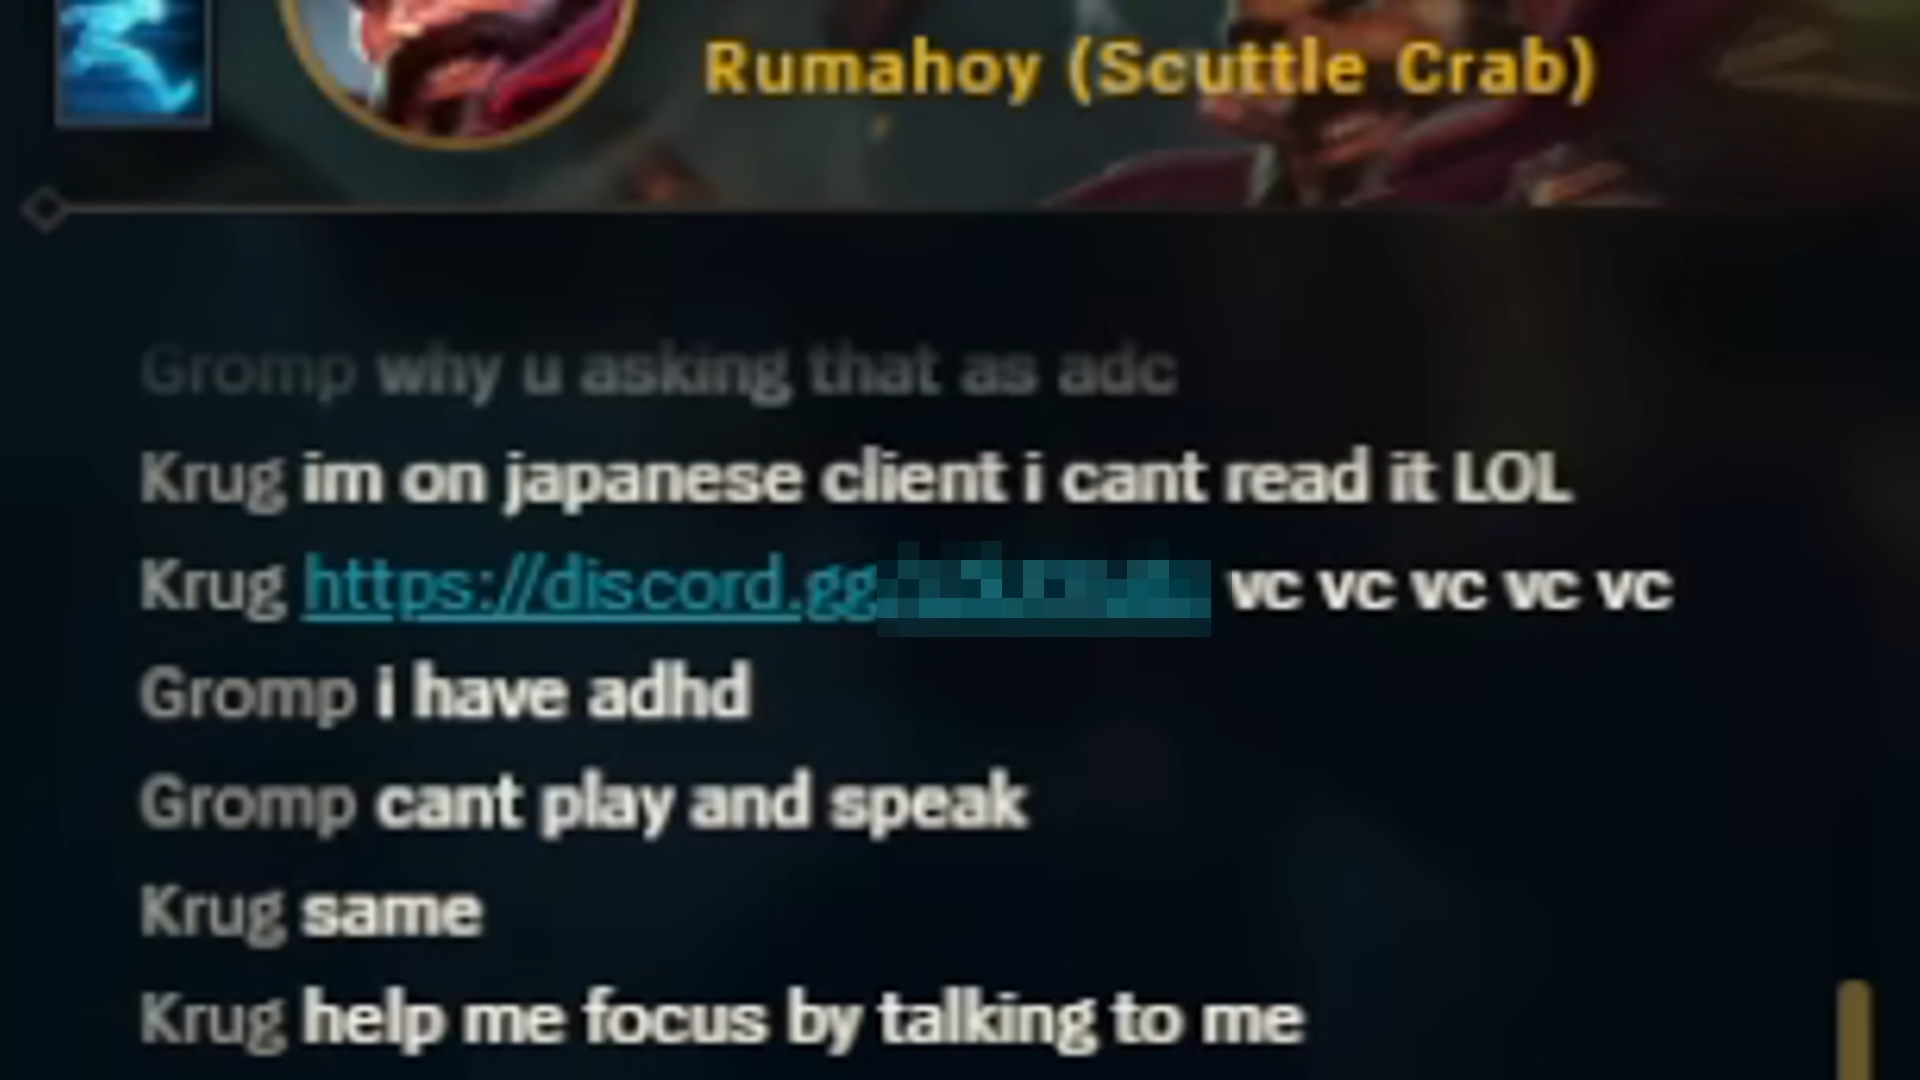 Rumahoy (Scuttle Crab)
Gromp why u asking that as adc
Krug im on japanese client i cant read it LOL
Krug https://discord.gg vc vc vc vc vc
Gromp i have adhd
Gromp cant play and speak
Krug same
Krug help me focus by talking to me